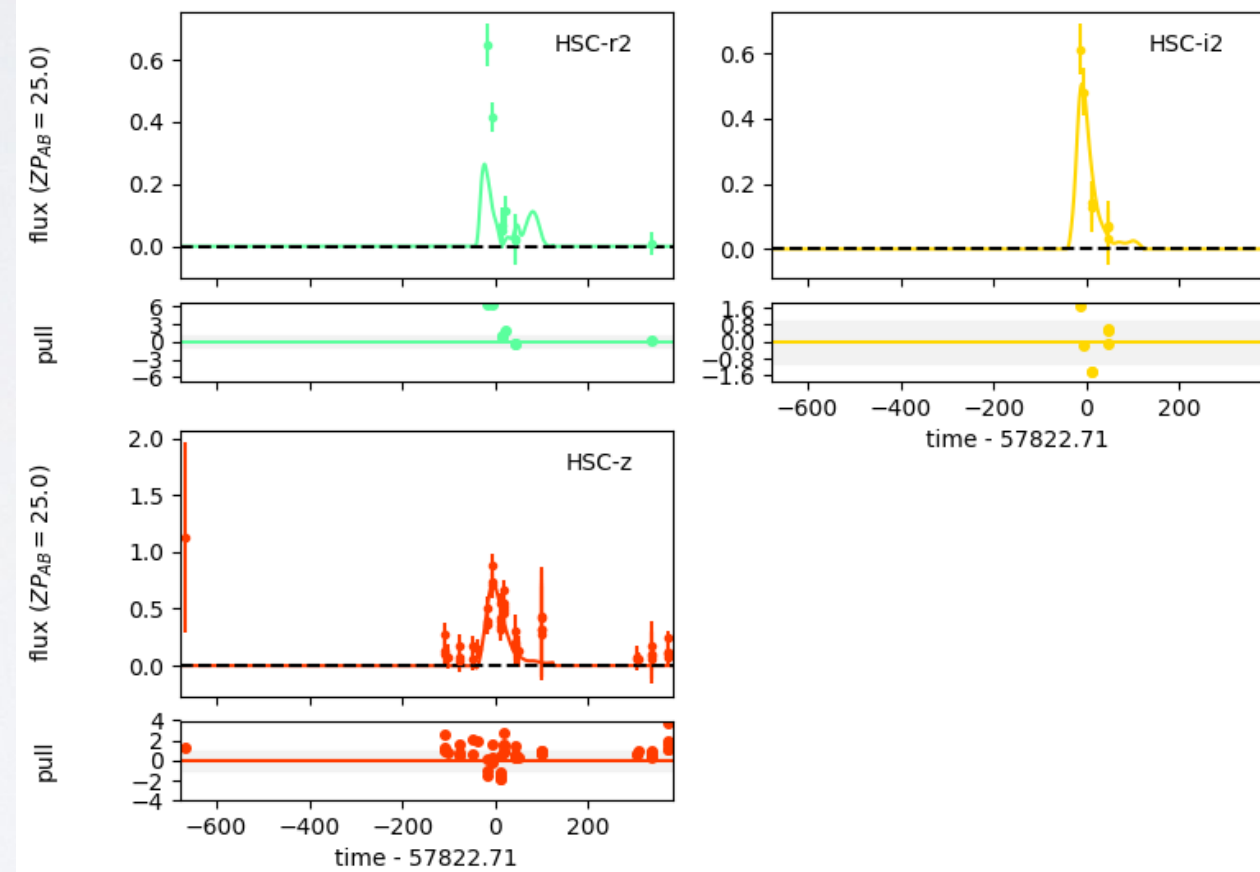 HSC-r2
flux (ZP_AB = 25.0)
0.6
0.4
0.2
0.0
HSC-i2
0.6
0.4
0.2
0.0
pull
6
3
0
−3
−6
1.6
0.8
0.0
−0.8
−1.6
−600 −400 −200 0 200
time - 57822.71
HSC-z
flux (ZP_AB = 25.0)
2.0
1.5
1.0
0.5
0.0
pull
4
2
0
−2
−4
−600 −400 −200 0 200
time - 57822.71